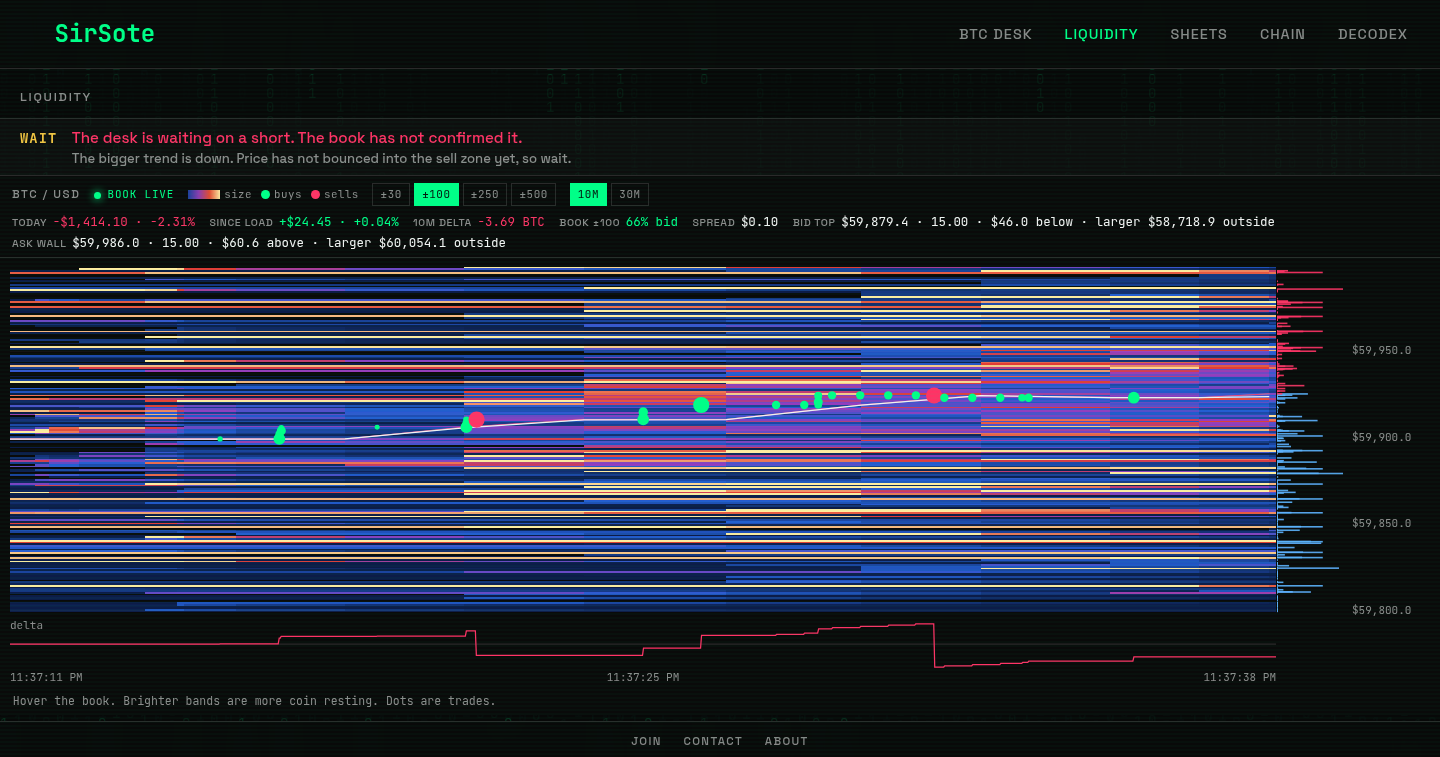 SirSote
BTC DESK LIQUIDITY SHEETS CHAIN DECODEX
LIQUIDITY
WAIT The desk is waiting on a short. The book has not confirmed it.
The bigger trend is down. Price has not bounced into the sell zone yet, so wait.
BTC / USD BOOK LIVE size buys sells ±30 ±100 ±250 ±500 10M 30M
TODAY -$1,414.10 · -2.31% SINCE LOAD +$24.45 · +0.04% 10M DELTA -3.69 BTC BOOK ±100 66% bid SPREAD $0.10 BID TOP $59,879.4 · 15.00 · $46.0 below · larger $58,718.9 outside
ASK WALL $59,986.0 · 15.00 · $60.6 above · larger $60,054.1 outside
$59,950.0
$59,900.0
$59,850.0
$59,800.0
delta
11:37:11 PM 11:37:25 PM 11:37:38 PM
Hover the book. Brighter bands are more coin resting. Dots are trades.
JOIN CONTACT ABOUT